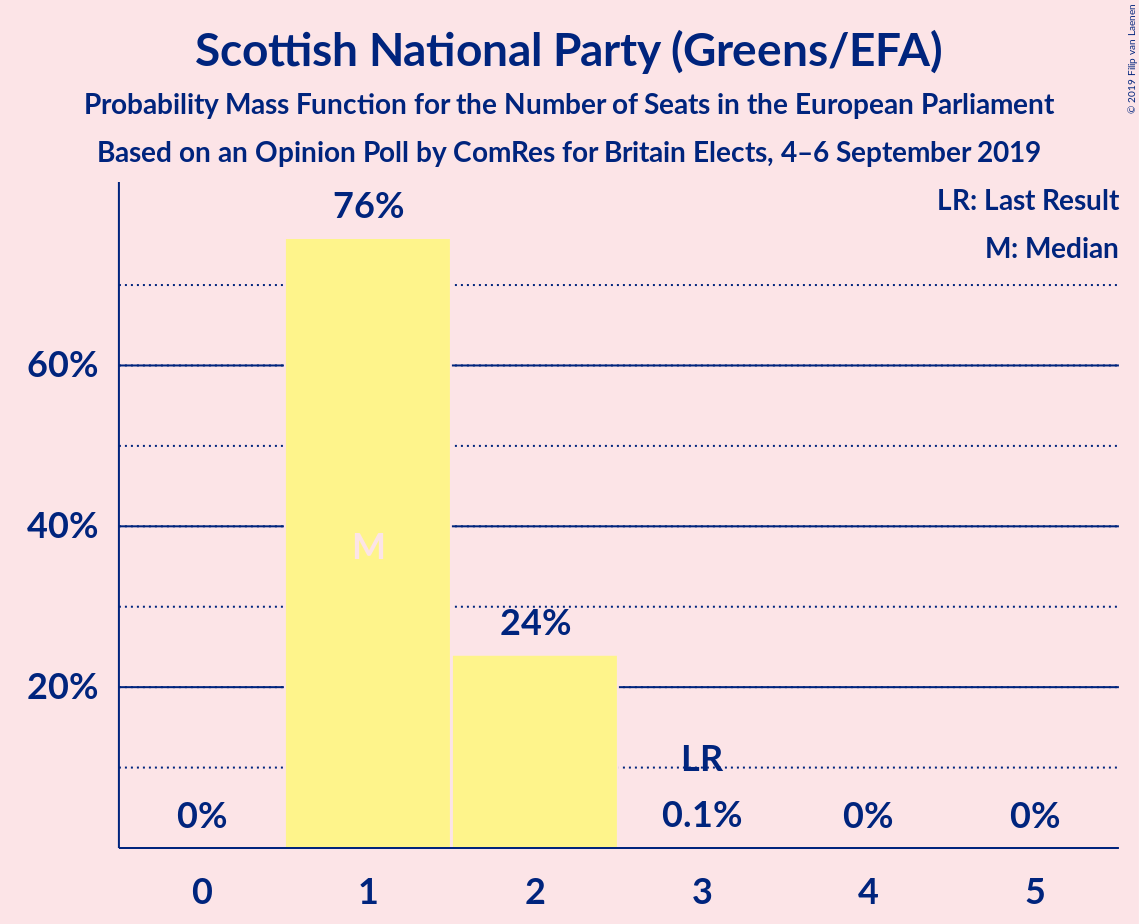 Scottish National Party (Greens/EFA)
Probability Mass Function for the Number of Seats in the European Parliament
Based on an Opinion Poll by ComRes for Britain Elects, 4–6 September 2019
© 2019 Filip van Laenen
LR: Last Result
M: Median
76%
60%
40%
M
24%
20%
LR
0%
0.1%
0%
0%
0
1
2
3
4
5